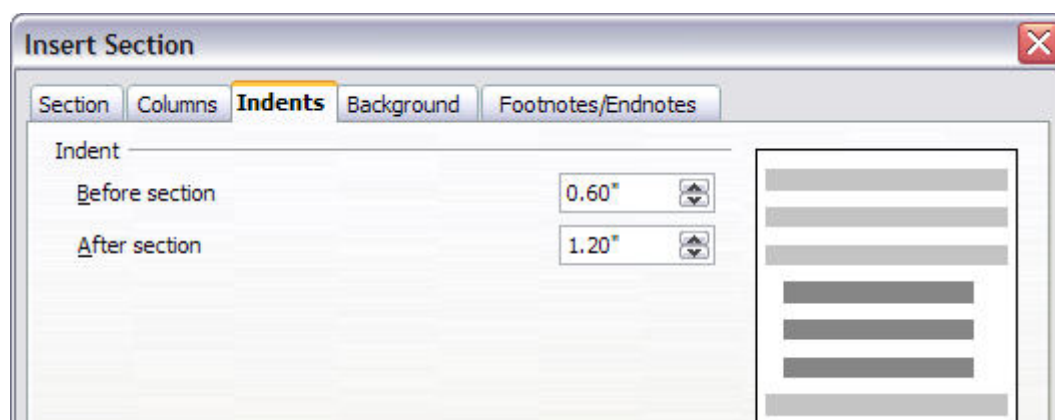 Insert Section
Section Columns Indents Background Footnotes/Endnotes
Indent
Before section 0.60"
After section 1.20"